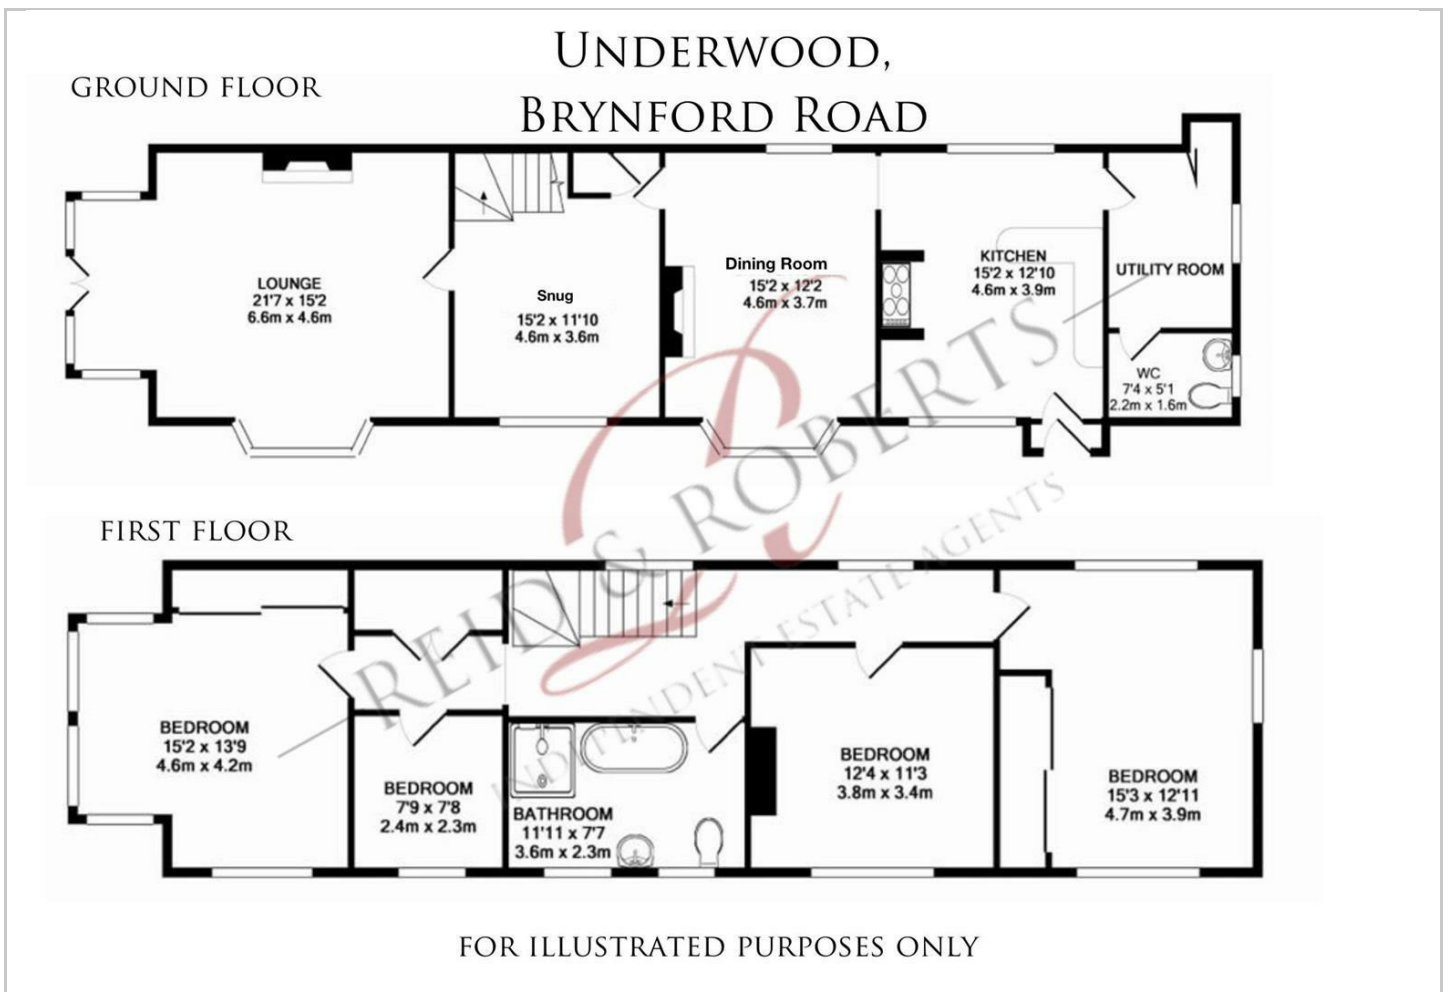 UNDERWOOD,
BRYNFORD ROAD
GROUND FLOOR
LOUNGE
21'7 x 15'2
6.6m x 4.6m
Snug
15'2 x 11'10
4.6m x 3.6m
Dining Room
15'2 x 12'2
4.6m x 3.7m
KITCHEN
15'2 x 12'10
4.6m x 3.9m
UTILITY ROOM
WC
7'4 x 5'1
2.2m x 1.6m
REID & ROBERTS
INDEPENDENT ESTATE AGENTS
FIRST FLOOR
BEDROOM
15'2 x 13'9
4.6m x 4.2m
BEDROOM
7'9 x 7'8
2.4m x 2.3m
BATHROOM
11'11 x 7'7
3.6m x 2.3m
BEDROOM
12'4 x 11'3
3.8m x 3.4m
BEDROOM
15'3 x 12'11
4.7m x 3.9m
FOR ILLUSTRATED PURPOSES ONLY